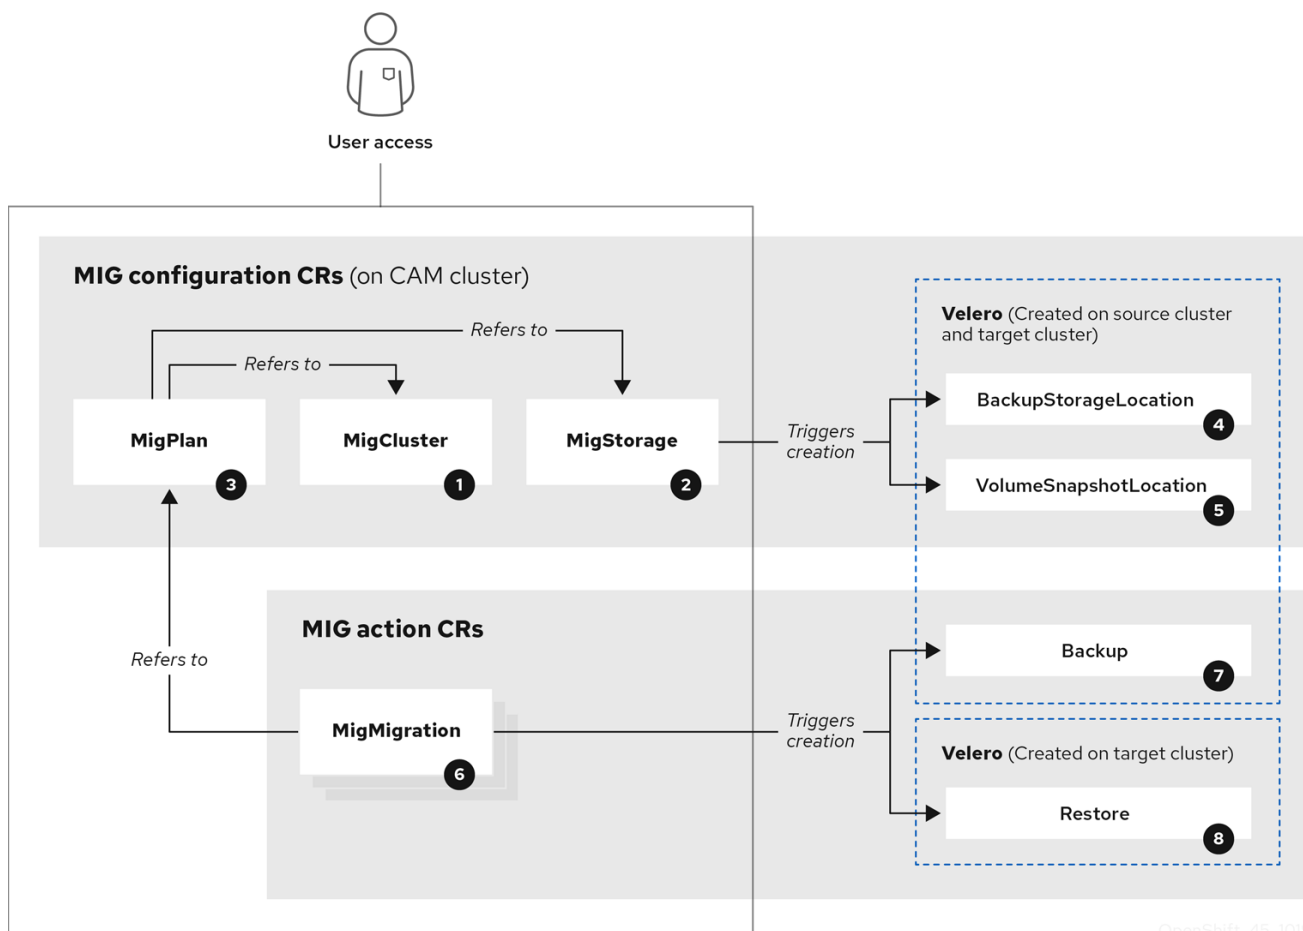 User access
MIG configuration CRs (on CAM cluster)
Refers to
Refers to
MigPlan
3
MigCluster
1
MigStorage
2
Triggers
creation
Velero (Created on source cluster
and target cluster)
BackupStorageLocation
4
VolumeSnapshotLocation
5
Refers to
MIG action CRs
MigMigration
6
Triggers
creation
Backup
7
Velero (Created on target cluster)
Restore
8